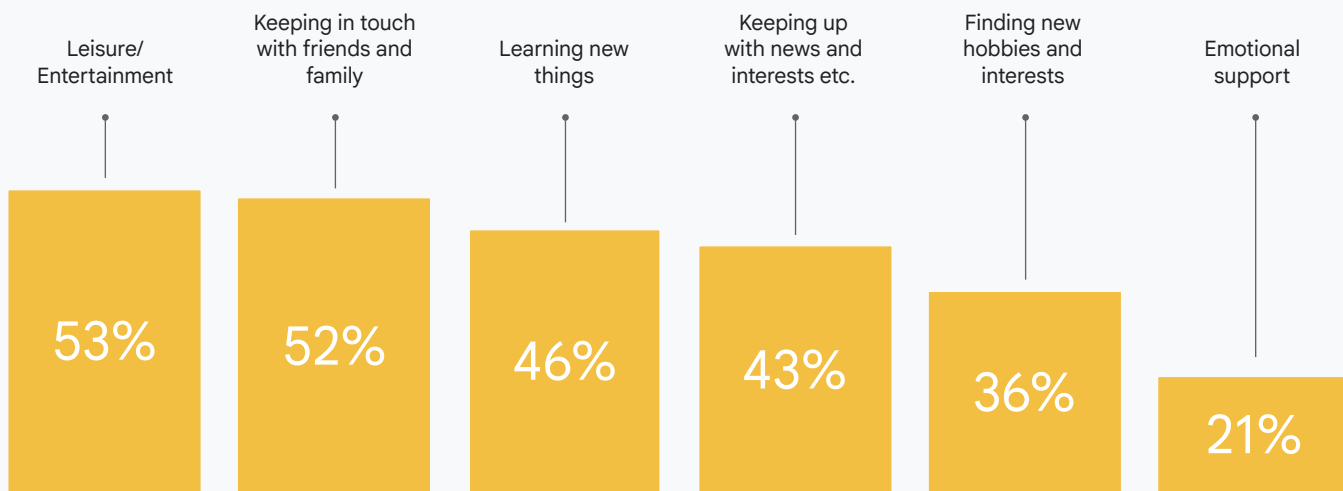 Leisure/
Entertainment
Keeping in touch
with friends and
family
Learning new
things
Keeping up
with news and
interests etc.
Finding new
hobbies and
interests
Emotional
support
53%
52%
46%
43%
36%
21%